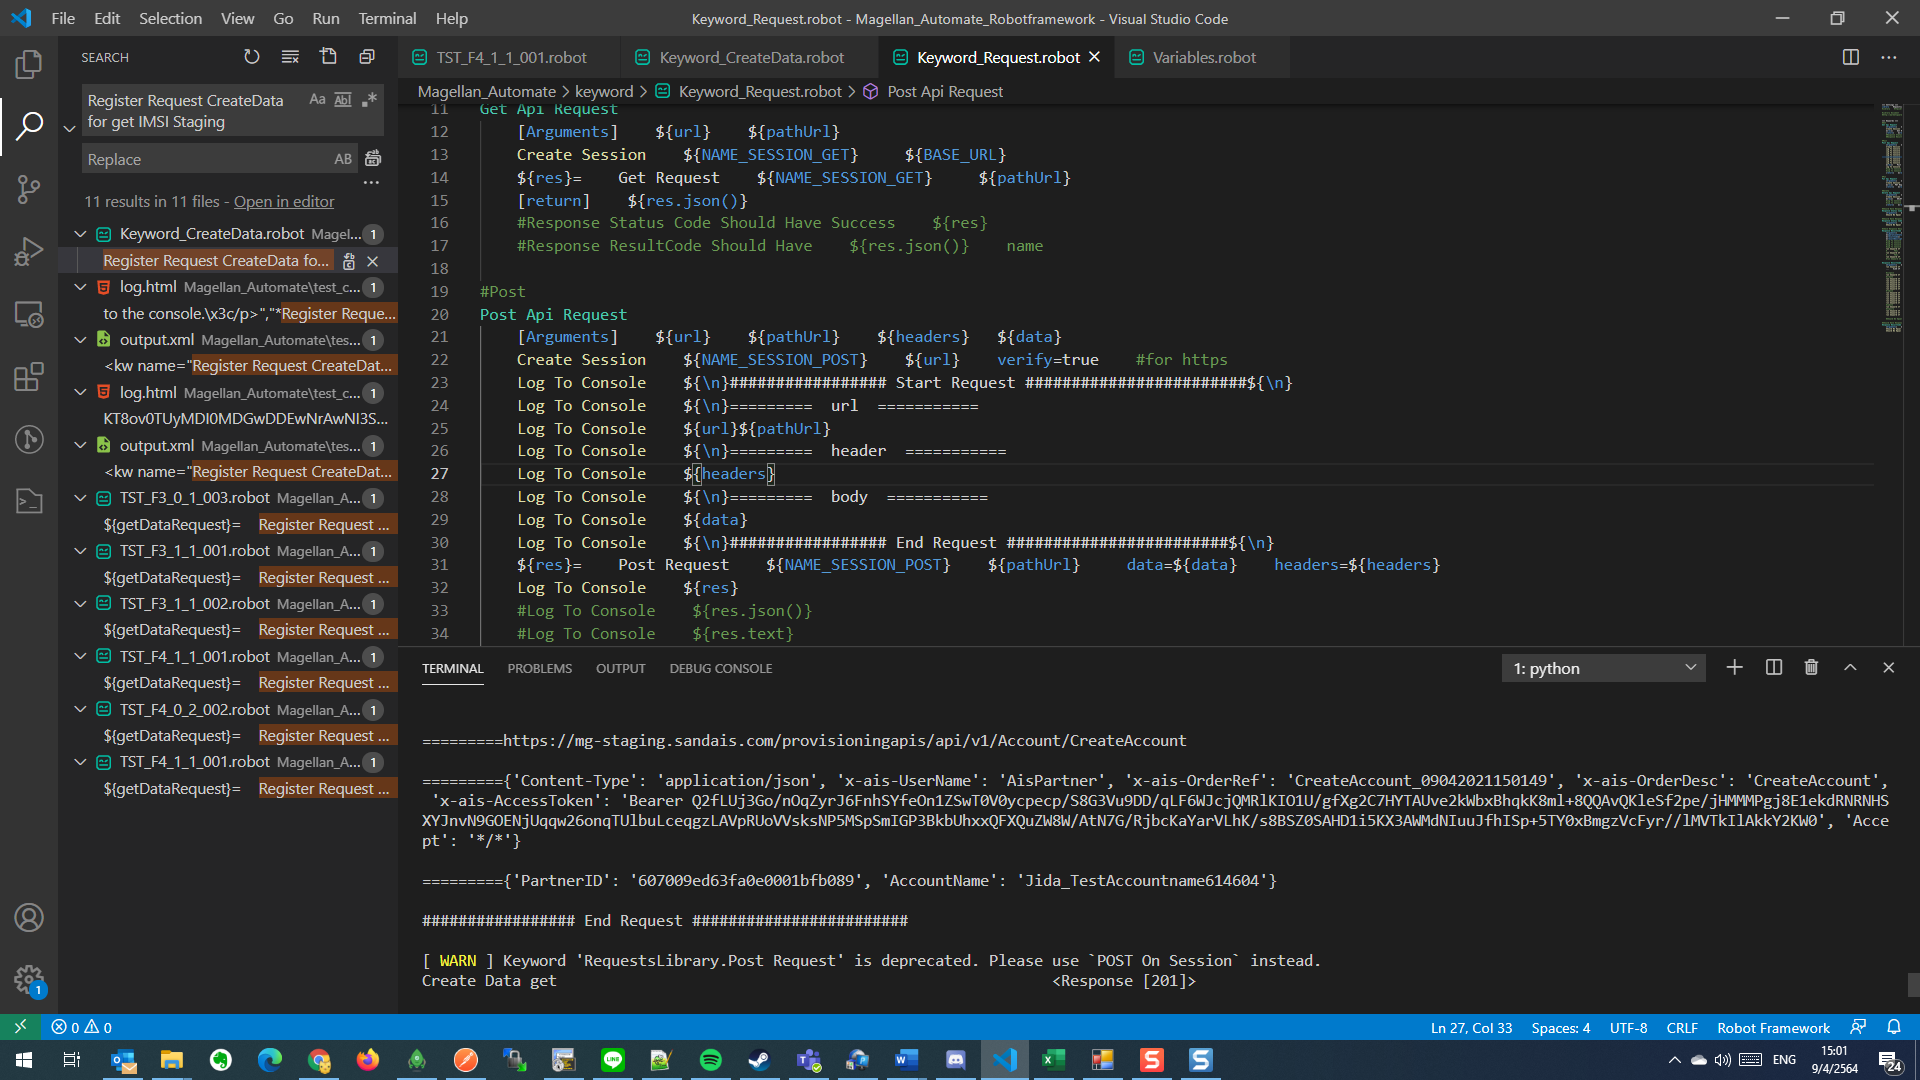 File Edit Selection View Go Run Terminal Help
Keyword_Request.robot - Magellan_Automate_Robotframework - Visual Studio Code
SEARCH
Register Request CreateData
for get IMSI Staging
Aa Abl .*
Replace
AB
...
11 results in 11 files - Open in editor
Keyword_CreateData.robot Magel... 1
Register Request CreateData fo...
log.html Magellan_Automate\test_c... 1
to the console.\x3c/p>","*Register Reque...
output.xml Magellan_Automate\tes... 1
<kw name="Register Request CreateDat...
log.html Magellan_Automate\test_c... 1
KT8ov0TUyMDI0MDGwDDEwNrAwNI3S...
output.xml Magellan_Automate\tes... 1
<kw name="Register Request CreateDat...
TST_F3_0_1_003.robot Magellan_A... 1
${getDataRequest}= Register Request ...
TST_F3_1_1_001.robot Magellan_A... 1
${getDataRequest}= Register Request ...
TST_F3_1_1_002.robot Magellan_A... 1
${getDataRequest}= Register Request ...
TST_F4_1_1_001.robot Magellan_A... 1
${getDataRequest}= Register Request ...
TST_F4_0_2_002.robot Magellan_A... 1
${getDataRequest}= Register Request ...
TST_F4_1_1_001.robot Magellan_A... 1
${getDataRequest}= Register Request ...
TST_F4_1_1_001.robot Keyword_CreateData.robot Keyword_Request.robot Variables.robot
Magellan_Automate > keyword > Keyword_Request.robot > Post Api Request
11 Get Api Request
12 [Arguments] ${url} ${pathUrl}
13 Create Session ${NAME_SESSION_GET} ${BASE_URL}
14 ${res}= Get Request ${NAME_SESSION_GET} ${pathUrl}
15 [return] ${res.json()}
16 #Response Status Code Should Have Success ${res}
17 #Response ResultCode Should Have ${res.json()} name
18
19 #Post
20 Post Api Request
21 [Arguments] ${url} ${pathUrl} ${headers} ${data}
22 Create Session ${NAME_SESSION_POST} ${url} verify=true #for https
23 Log To Console ${\n}################# Start Request ########################${\n}
24 Log To Console ${\n}========= url ===========
25 Log To Console ${url}${pathUrl}
26 Log To Console ${\n}========= header ===========
27 Log To Console ${headers}
28 Log To Console ${\n}========= body ===========
29 Log To Console ${data}
30 Log To Console ${\n}################# End Request ########################${\n}
31 ${res}= Post Request ${NAME_SESSION_POST} ${pathUrl} data=${data} headers=${headers}
32 Log To Console ${res}
33 #Log To Console ${res.json()}
34 #Log To Console ${res.text}
TERMINAL PROBLEMS OUTPUT DEBUG CONSOLE
1: python
=========https://mg-staging.sandais.com/provisioningapis/api/v1/Account/CreateAccount
========={'Content-Type': 'application/json', 'x-ais-UserName': 'AisPartner', 'x-ais-OrderRef': 'CreateAccount_09042021150149', 'x-ais-OrderDesc': 'CreateAccount',
'x-ais-AccessToken': 'Bearer Q2fLUj3Go/nOqZyrJ6FnhSYfeOn1ZSwT0V0ycpecp/S8G3Vu9DD/qLF6WJcjQMRlKIO1U/gfXg2C7HYTAUve2kWbxBhqkK8ml+8QQAvQKleSf2pe/jHMMMPgj8E1ekdRNRNHS
XYJnvN9GOENjUqqw26onqTUlbuLceqgzLAVpRUoVVsksNP5MSpSmIGP3BkbUhxxQFXQuZW8W/AtN7G/RjbcKaYarVLhK/s8BSZ0SAHD1i5KX3AWMdNIuuJfhISp+5TY0xBmgzVcFyr//lMVTkIlAkkY2KW0', 'Acce
pt': '*/*'}
========={'PartnerID': '607009ed63fa0e0001bfb089', 'AccountName': 'Jida_TestAccountname614604'}
################# End Request ########################
[ WARN ] Keyword 'RequestsLibrary.Post Request' is deprecated. Please use `POST On Session` instead.
Create Data get <Response [201]>
1
0 0
Ln 27, Col 33 Spaces: 4 UTF-8 CRLF Robot Framework
ENG
15:01
9/4/2564
24